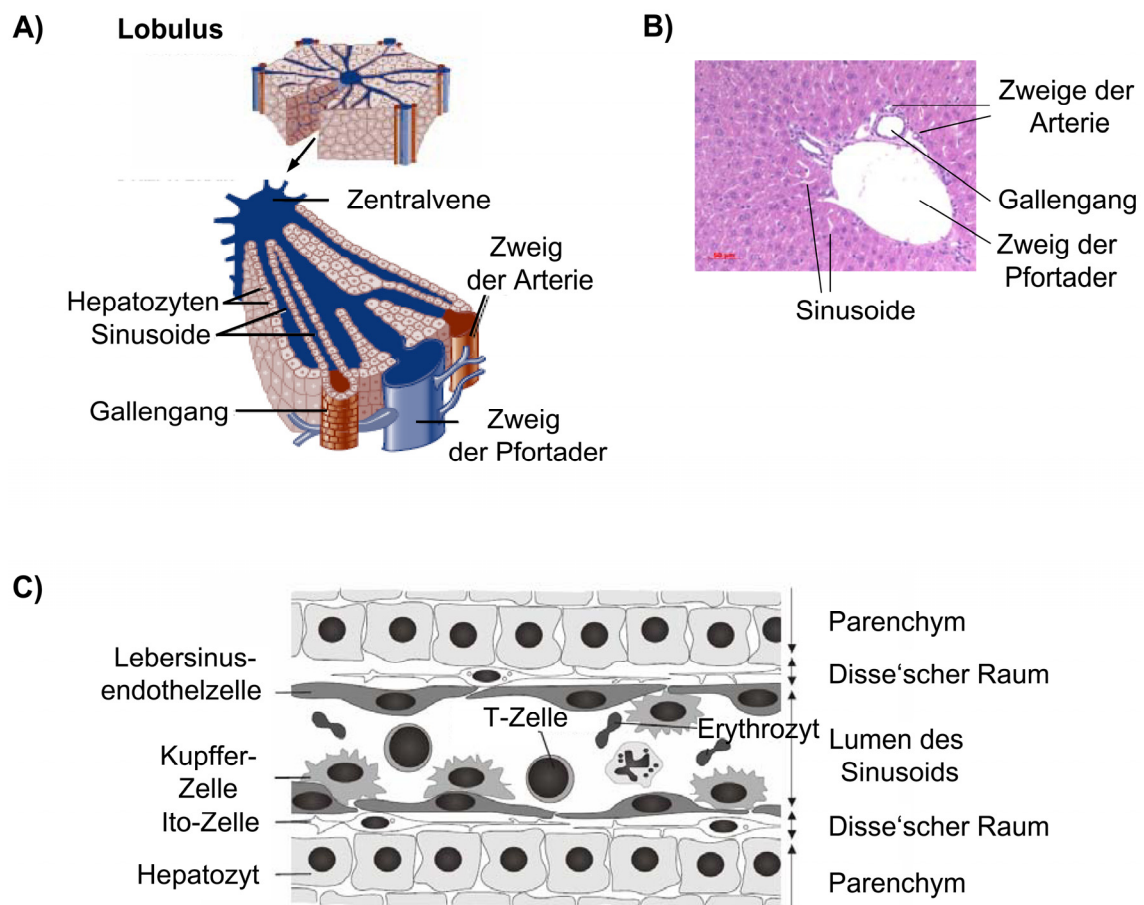 A)
Lobulus
Zentralvene
Zweig
der Arterie
Hepatozyten
Sinusoide
Gallengang
Zweig
der Pfortader
B)
Zweige der
Arterie
Gallengang
Zweig der
Pfortader
Sinusoide
50 µm
C)
Lebersinus-
endothelzelle
Kupffer-
Zelle
Ito-Zelle
Hepatozyt
T-Zelle
Erythrozyt
Parenchym
Disse‘scher Raum
Lumen des
Sinusoids
Disse‘scher Raum
Parenchym